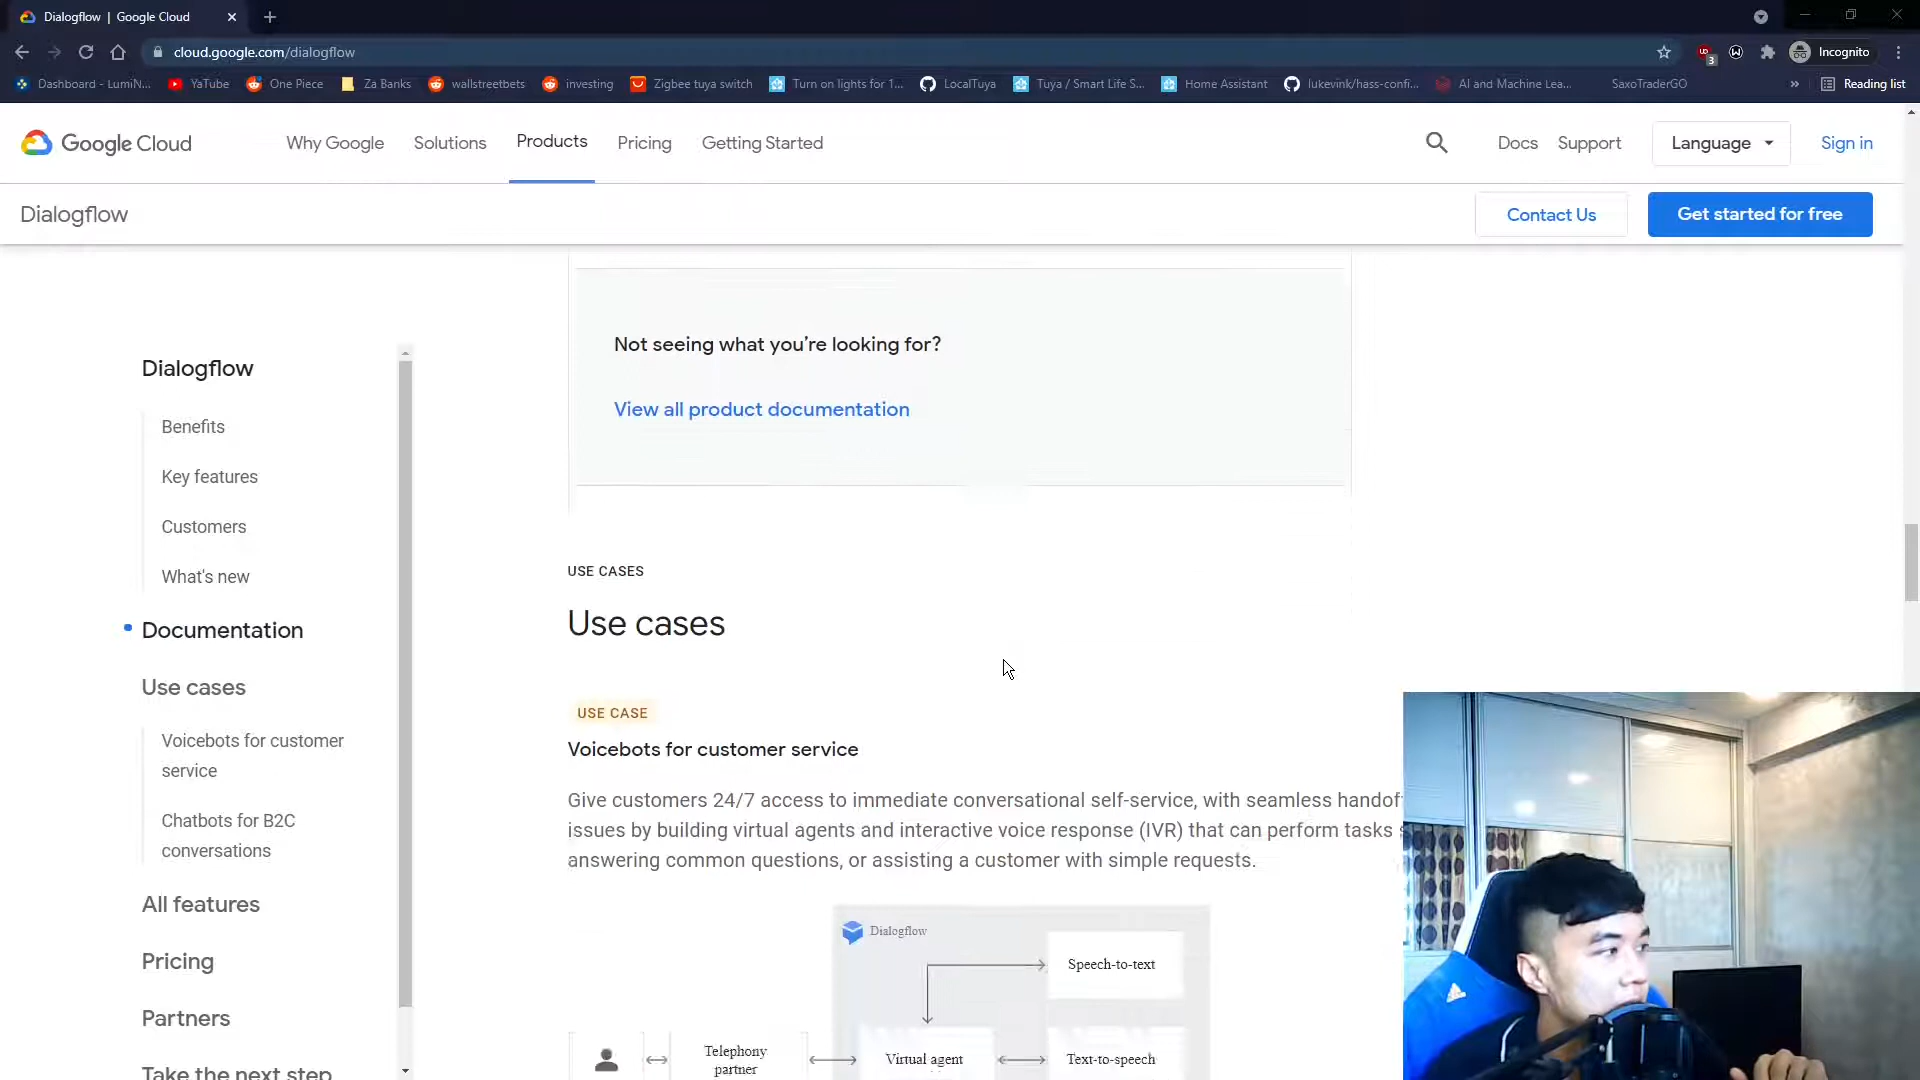 Dialogflow | Google Cloud
cloud.google.com/dialogflow
3
Incognito
Dashboard - LumiN...
YaTube
One Piece
Za Banks
wallstreetbets
investing
Zigbee tuya switch
Turn on lights for 1...
LocalTuya
Tuya / Smart Life S...
Home Assistant
lukevink/hass-confi...
AI and Machine Lea...
SaxoTraderGO
»
Reading list
Google Cloud
Why Google
Solutions
Products
Pricing
Getting Started
Docs
Support
Language
Sign in
Dialogflow
Contact Us
Get started for free
Dialogflow
Benefits
Key features
Customers
What's new
Documentation
Use cases
Voicebots for customer
service
Chatbots for B2C
conversations
All features
Pricing
Partners
Take the next step
Not seeing what you’re looking for?
View all product documentation
USE CASES
Use cases
USE CASE
Voicebots for customer service
Give customers 24/7 access to immediate conversational self-service, with seamless handof
issues by building virtual agents and interactive voice response (IVR) that can perform tasks
answering common questions, or assisting a customer with simple requests.
Dialogflow
Speech-to-text
Telephony
partner
Virtual agent
Text-to-speech